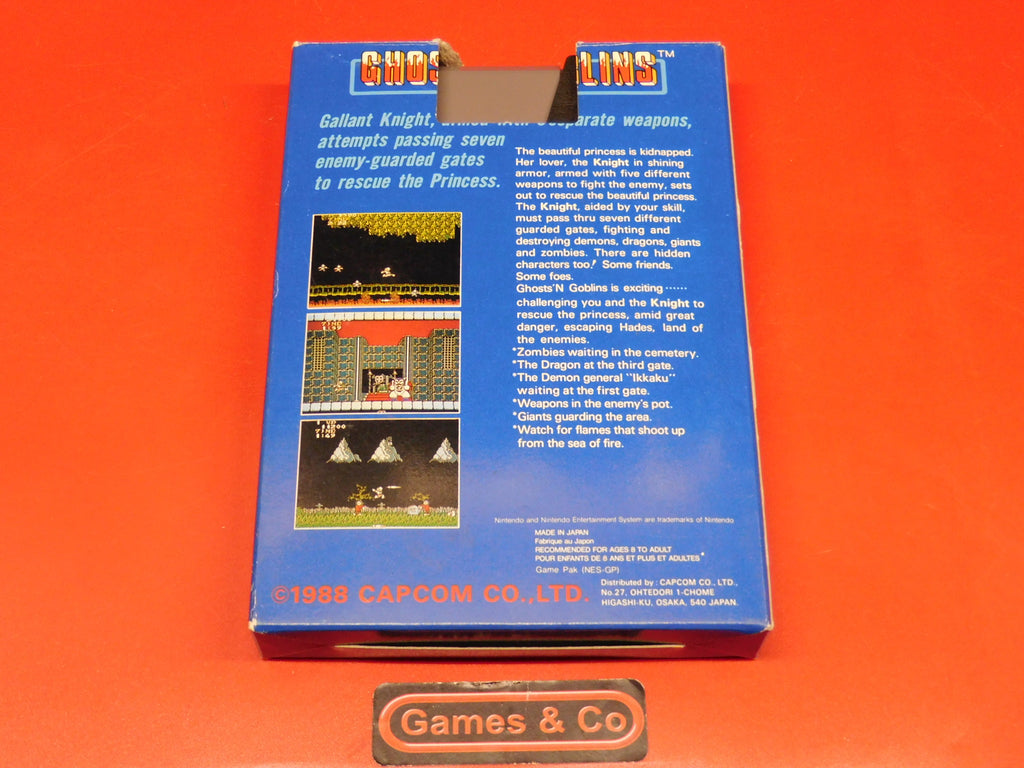 GHOS LINS™
Gallant Knight, armed with separate weapons,
attempts passing seven
enemy-guarded gates
to rescue the Princess.
The beautiful princess is kidnapped.
Her lover, the Knight in shining
armor, armed with five different
weapons to fight the enemy, sets
out to rescue the beautiful princess.
The Knight, aided by your skill,
must pass thru seven different
guarded gates, fighting and
destroying demons, dragons, giants
and zombies. There are hidden
characters too! Some friends.
Some foes.
Ghosts'N Goblins is exciting ······
challenging you and the Knight to
rescue the princess, amid great
danger, escaping Hades, land of
the enemies.
*Zombies waiting in the cemetery.
*The Dragon at the third gate.
*The Demon general "Ikkaku"
waiting at the first gate.
*Weapons in the enemy's pot.
*Giants guarding the area.
*Watch for flames that shoot up
from the sea of fire.
Nintendo and Nintendo Entertainment System are trademarks of Nintendo
MADE IN JAPAN
Fabrique au Japon
RECOMMENDED FOR AGES 8 TO ADULT
POUR ENFANTS DE 8 ANS ET PLUS ET ADULTES*
Game Pak (NES-GP)
©1988 CAPCOM CO.,LTD.
Distributed by : CAPCOM CO., LTD.,
No.27, OHTEDORI 1-CHOME
HIGASHI-KU, OSAKA, 540 JAPAN.
Games & Co